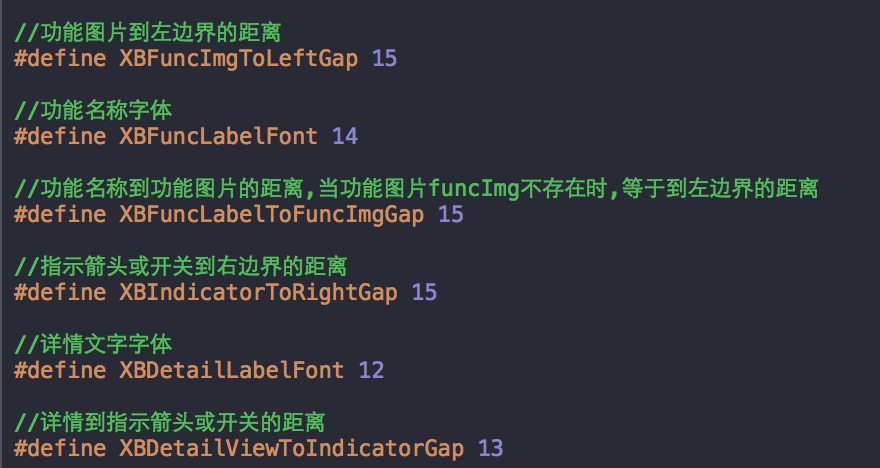 //功能图片到左边界的距离
#define XBFuncImgToLeftGap 15
//功能名称字体
#define XBFuncLabelFont 14
//功能名称到功能图片的距离,当功能图片funcImg不存在时,等于到左边界的距离
#define XBFuncLabelToFuncImgGap 15
//指示箭头或开关到右边界的距离
#define XBIndicatorToRightGap 15
//详情文字字体
#define XBDetailLabelFont 12
//详情到指示箭头或开关的距离
#define XBDetailViewToIndicatorGap 13